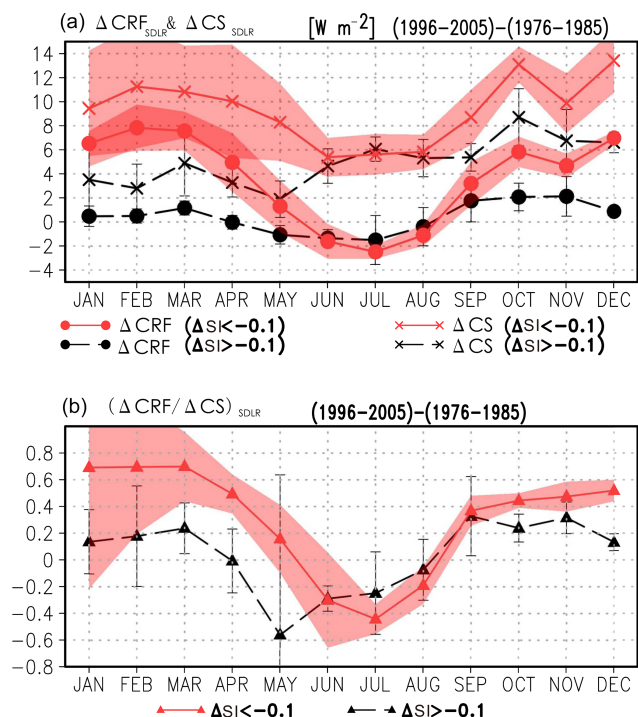 (a) ΔCRF SDLR & ΔCS SDLR [W m⁻²] (1996−2005)−(1976−1985)
14
12
10
8
6
4
2
0
−2
−4
JAN FEB MAR APR MAY JUN JUL AUG SEP OCT NOV DEC
ΔCRF (ΔSI<−0.1) ΔCS (ΔSI<−0.1)
ΔCRF (ΔSI>−0.1) ΔCS (ΔSI>−0.1)
(b) (ΔCRF/ΔCS) SDLR (1996−2005)−(1976−1985)
0.8
0.6
0.4
0.2
0
−0.2
−0.4
−0.6
−0.8
JAN FEB MAR APR MAY JUN JUL AUG SEP OCT NOV DEC
ΔSI<−0.1 ΔSI>−0.1